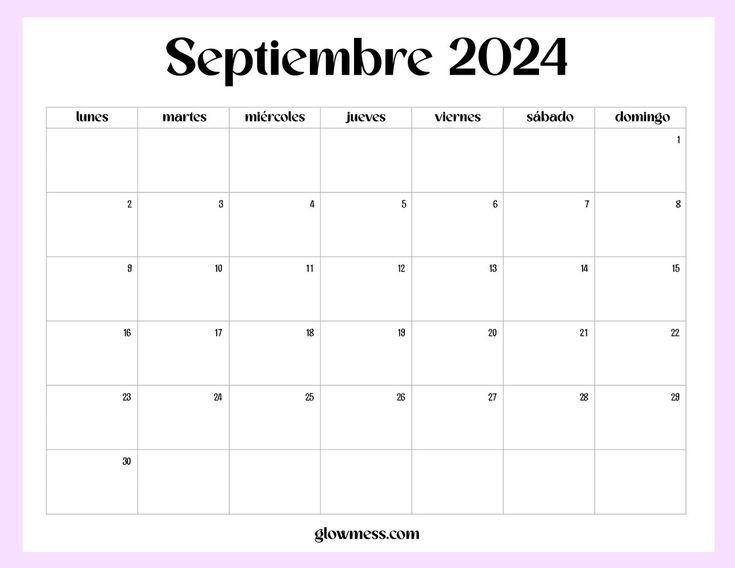 Septiembre 2024
lunes martes miércoles jueves viernes sábado domingo
1
2 3 4 5 6 7 8
9 10 11 12 13 14 15
16 17 18 19 20 21 22
23 24 25 26 27 28 29
30
glowmess.com